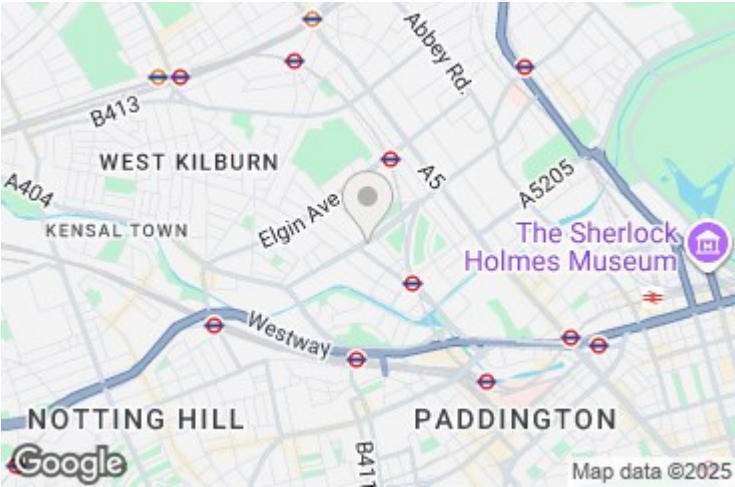 Abbey Rd.
B413
WEST KILBURN
A5
A404
A5205
Elgin Ave
KENSAL TOWN
The Sherlock
Holmes Museum
Westway
NOTTING HILL
PADDINGTON
B411
Google
Map data ©2025